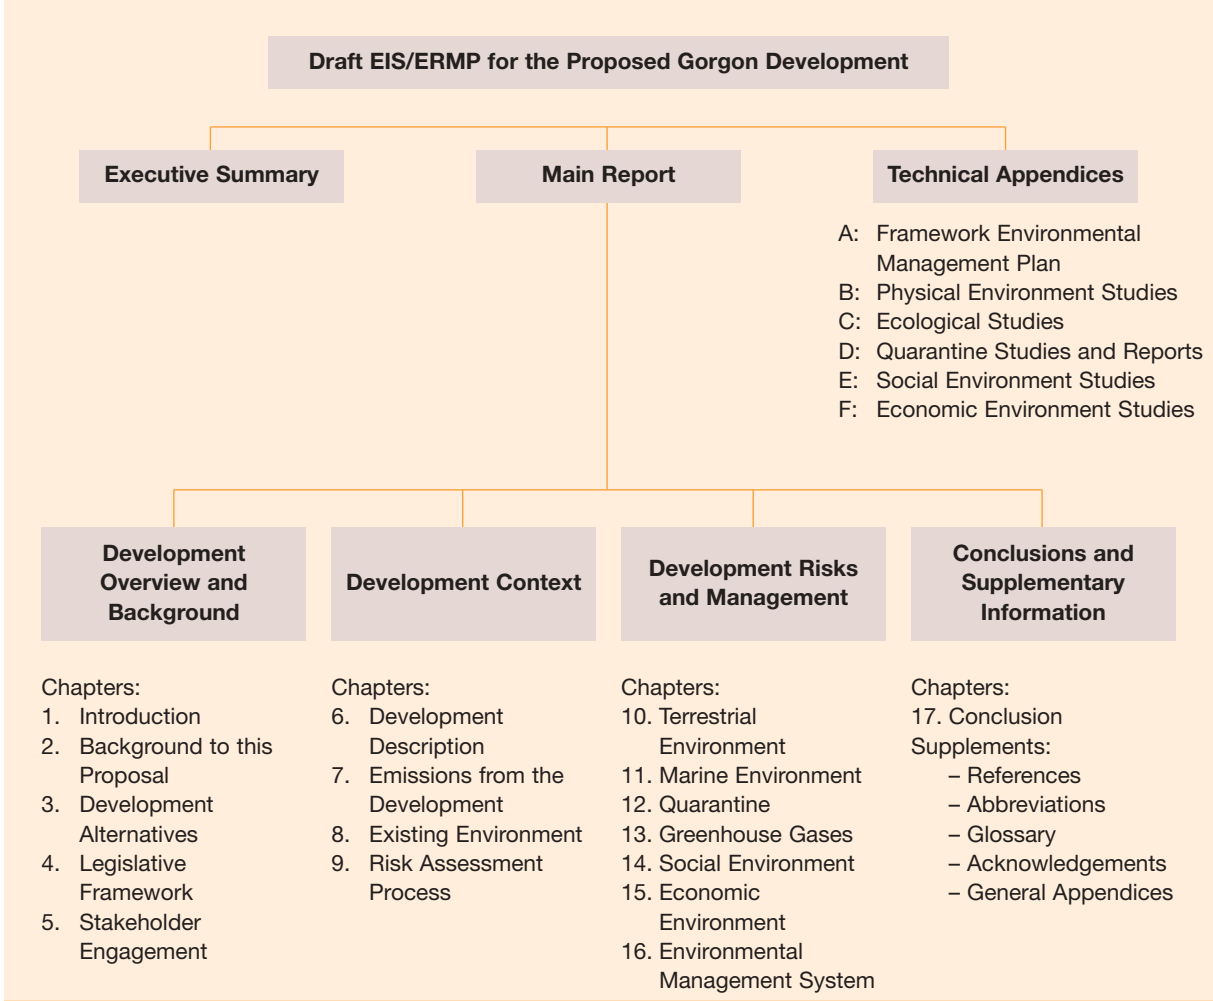 Draft EIS/ERMP for the Proposed Gorgon Development
Executive Summary
Main Report
Technical Appendices
A: Framework Environmental
Management Plan
B: Physical Environment Studies
C: Ecological Studies
D: Quarantine Studies and Reports
E: Social Environment Studies
F: Economic Environment Studies
Development
Overview and
Background
Chapters:
1. Introduction
2. Background to this
Proposal
3. Development
Alternatives
4. Legislative
Framework
5. Stakeholder
Engagement
Development Context
Chapters:
6. Development
Description
7. Emissions from the
Development
8. Existing Environment
9. Risk Assessment
Process
Development Risks
and Management
Chapters:
10. Terrestrial
Environment
11. Marine Environment
12. Quarantine
13. Greenhouse Gases
14. Social Environment
15. Economic
Environment
16. Environmental
Management System
Conclusions and
Supplementary
Information
Chapters:
17. Conclusion
Supplements:
– References
– Abbreviations
– Glossary
– Acknowledgements
– General Appendices